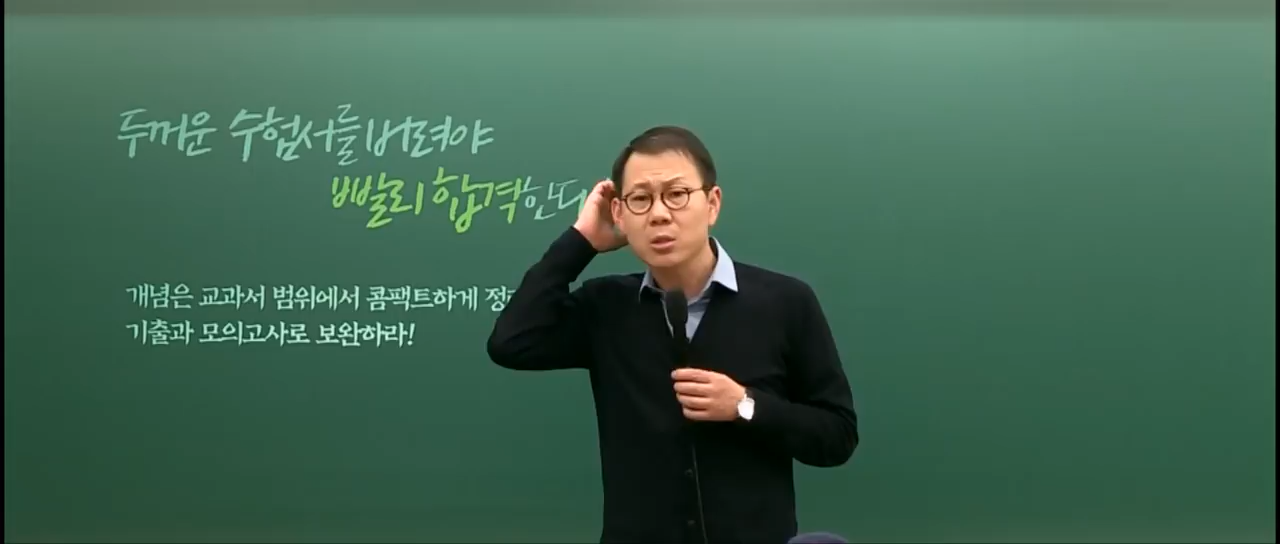 두꺼운 수험서를 버려야
빨리 합격한다
개념은 교과서 범위에서 콤팩트하게
기출과 모의고사로 보완하라!